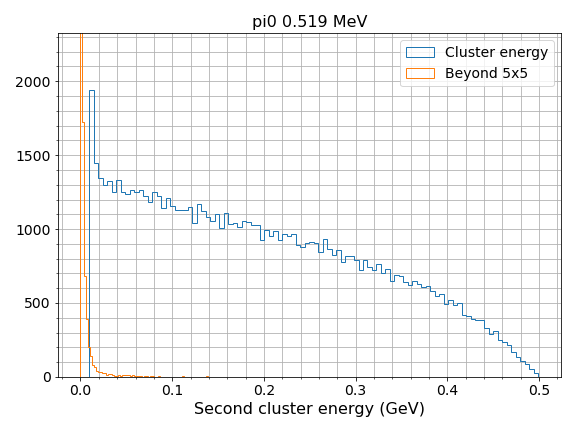 pi0 0.519 MeV
Cluster energy
Beyond 5x5
2000
1500
1000
500
0
0.0 0.1 0.2 0.3 0.4 0.5
Second cluster energy (GeV)